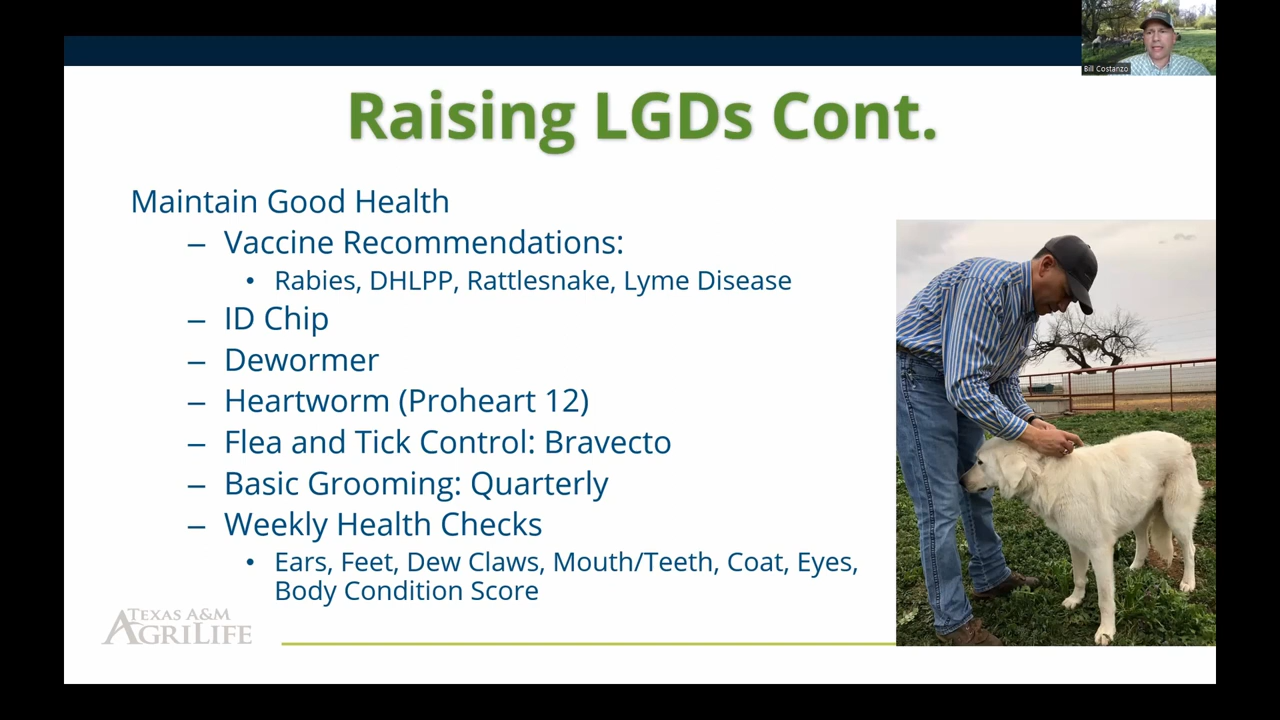 Bill Costanzo
Raising LGDs Cont.
Maintain Good Health
– Vaccine Recommendations:
• Rabies, DHLPP, Rattlesnake, Lyme Disease
– ID Chip
– Dewormer
– Heartworm (Proheart 12)
– Flea and Tick Control: Bravecto
– Basic Grooming: Quarterly
– Weekly Health Checks
• Ears, Feet, Dew Claws, Mouth/Teeth, Coat, Eyes,
Body Condition Score
TEXAS A&M
AGRILIFE